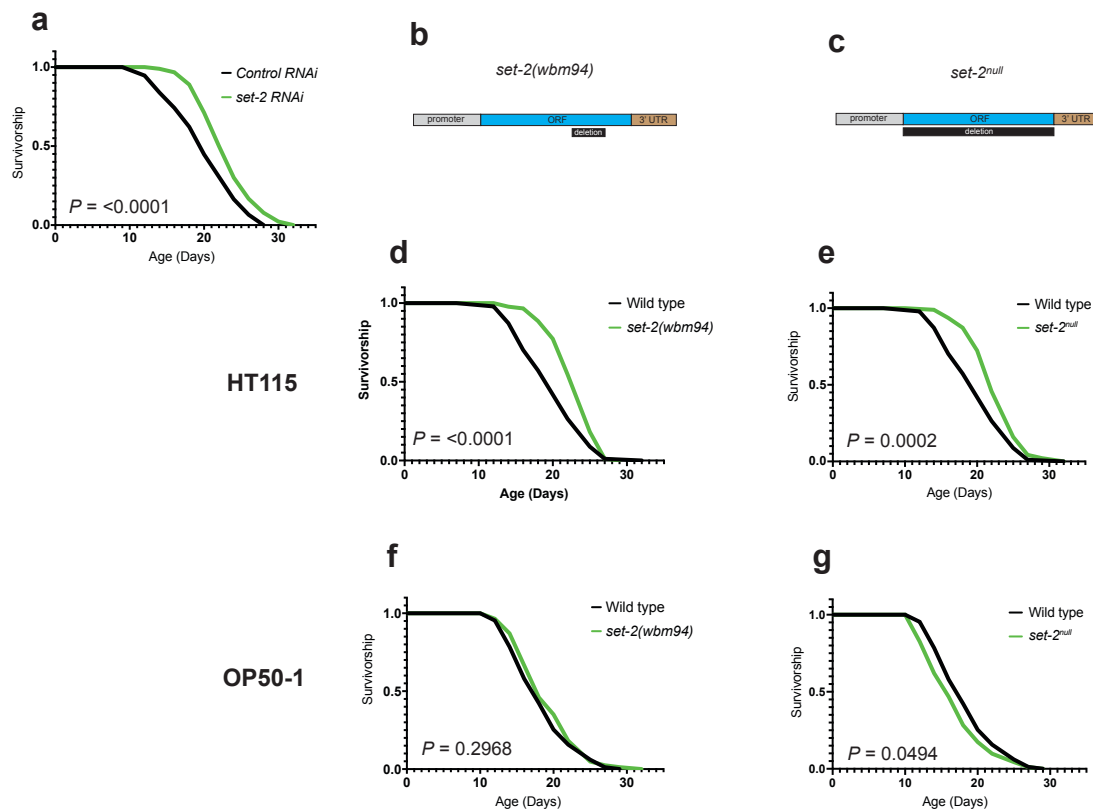 a
1.0
0.5
0.0
0
10
20
30
Survivorship
Age (Days)
Control RNAi
set-2 RNAi
P = <0.0001
b
set-2(wbm94)
promoter
ORF
3' UTR
deletion
c
set-2null
promoter
ORF
3' UTR
deletion
HT115
d
1.0
0.5
0.0
0
10
20
30
Survivorship
Age (Days)
Wild type
set-2(wbm94)
P = <0.0001
e
1.0
0.5
0.0
0
10
20
30
Survivorship
Age (Days)
Wild type
set-2null
P = 0.0002
OP50-1
f
1.0
0.5
0.0
0
10
20
30
Survivorship
Age (Days)
Wild type
set-2(wbm94)
P = 0.2968
g
1.0
0.5
0.0
0
10
20
30
Survivorship
Age (Days)
Wild type
set-2null
P = 0.0494